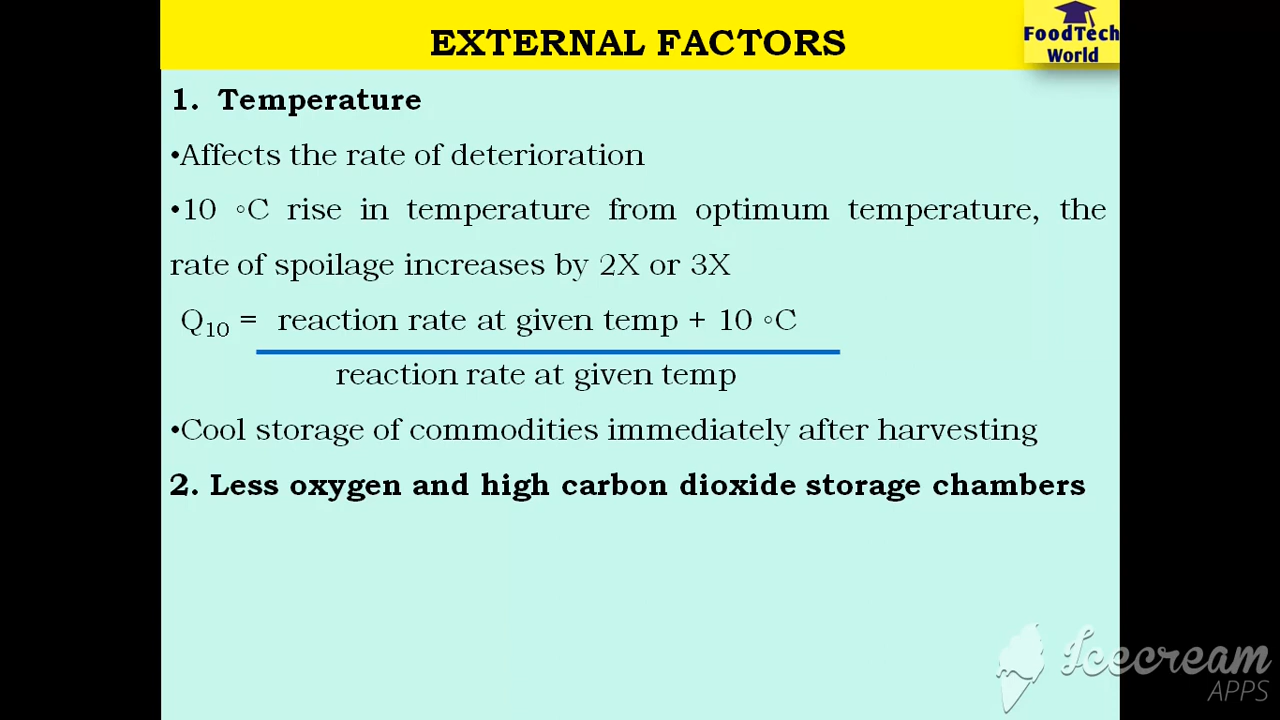 EXTERNAL FACTORS
FoodTech
World
1. Temperature
•Affects the rate of deterioration
•10 ◦C rise in temperature from optimum temperature, the
rate of spoilage increases by 2X or 3X
Q10 = reaction rate at given temp + 10 ◦C
reaction rate at given temp
•Cool storage of commodities immediately after harvesting
2. Less oxygen and high carbon dioxide storage chambers
Icecream
APPS